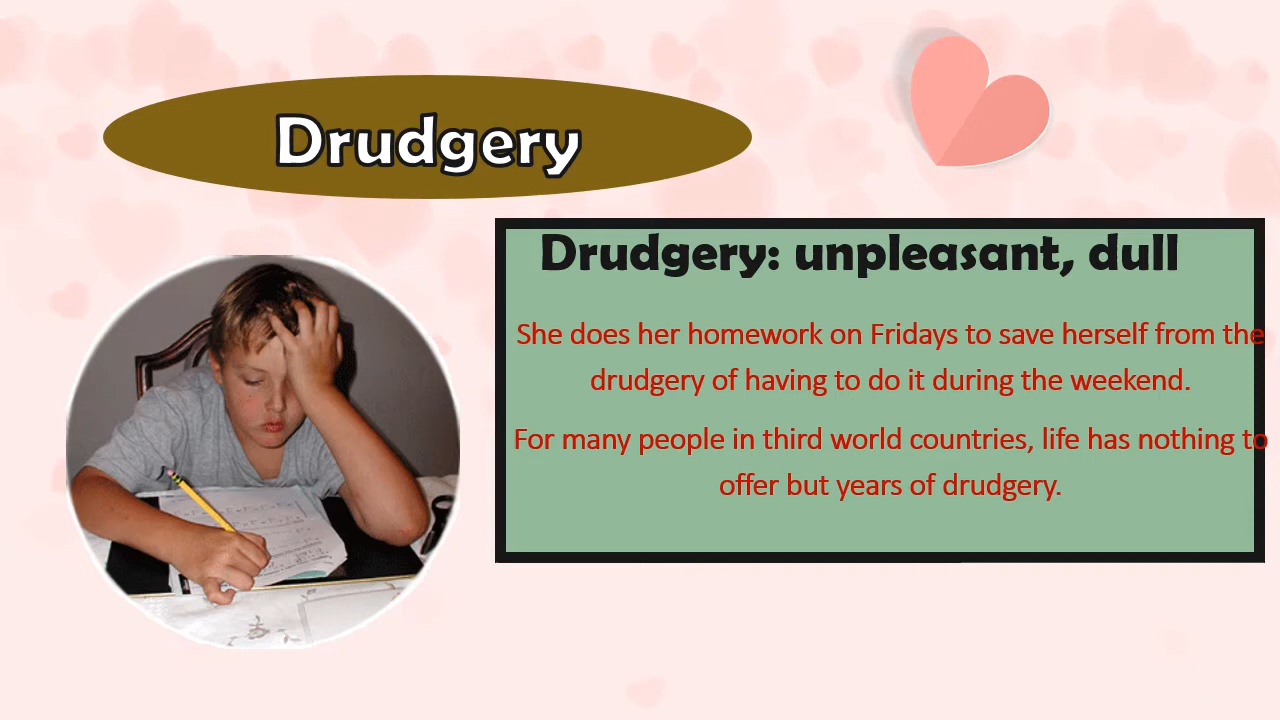 Drudgery
Drudgery: unpleasant, dull
She does her homework on Fridays to save herself from the
drudgery of having to do it during the weekend.
For many people in third world countries, life has nothing to
offer but years of drudgery.